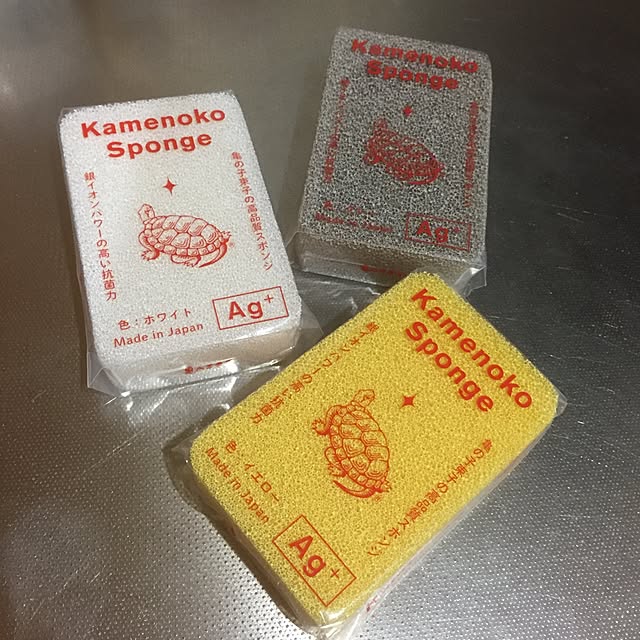 Kamenoko
Sponge
亀の子束子の高品質スポンジ
銀イオンパワーの高い抗菌力
色：ホワイト
Made in Japan
Ag+
Kamenoko
Sponge
Made in Japan
Ag+
Kamenoko
Sponge
亀の子束子の高品質スポンジ
銀イオンパワーの高い抗菌力
色：イエロー
Made in Japan
Ag+